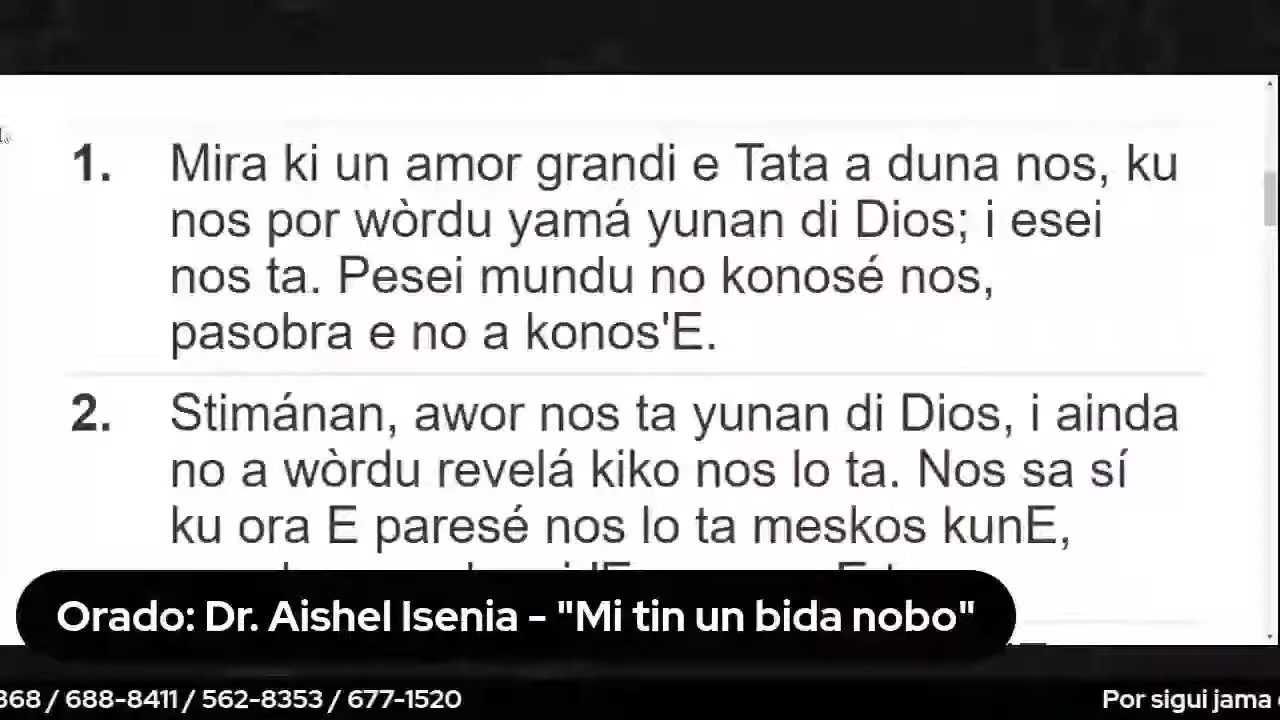 1. Mira ki un amor grandi e Tata a duna nos, ku
nos por wòrdu yamá yunan di Dios; i esei
nos ta. Pesei mundu no konosé nos,
pasobra e no a konos'E.
2. Stimánan, awor nos ta yunan di Dios, i ainda
no a wòrdu revelá kiko nos lo ta. Nos sa sí
ku ora E paresé nos lo ta meskos kunE,
Orado: Dr. Aishel Isenia - "Mi tin un bida nobo"
368 / 688-8411 / 562-8353 / 677-1520
Por sigui jama